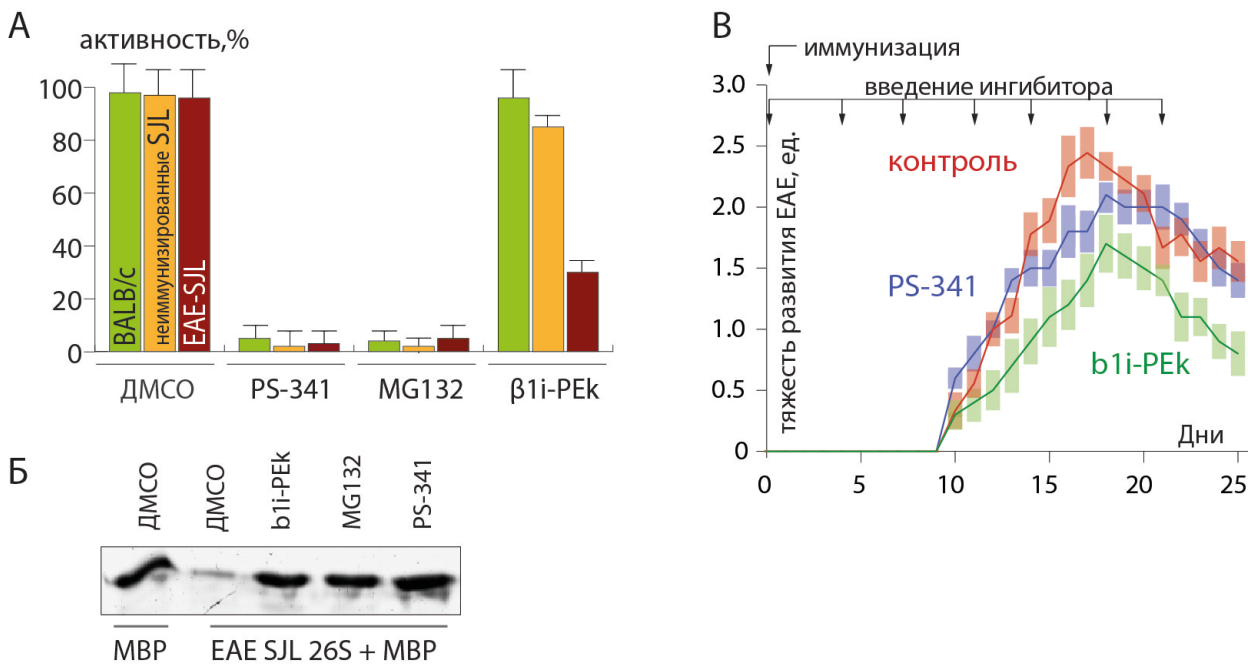 А
активность,%
100
80
60
40
20
0
BALB/c
неиммунизированные SJL
EAE-SJL
ДМСО
PS-341
MG132
β1i-PEk
Б
ДМСО
ДМСО
b1i-PEk
MG132
PS-341
MBP
EAE SJL 26S + MBP
В
иммунизация
введение ингибитора
3.0
2.5
2.0
1.5
1.0
0.5
0
тяжесть развития EAE, ед.
контроль
PS-341
b1i-PEk
Дни
0
5
10
15
20
25